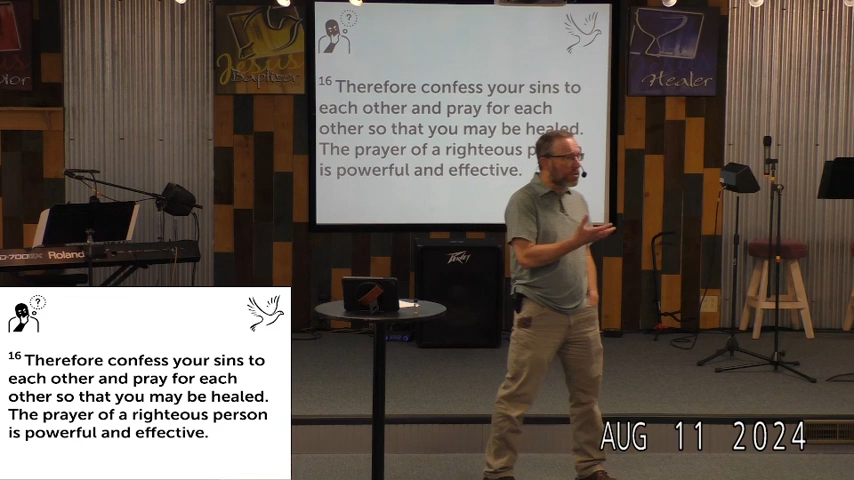 Jesus
Baptizer
Healer
?
16 Therefore confess your sins to
each other and pray for each
other so that you may be healed.
The prayer of a righteous p
is powerful and effective.
Peavey
Roland
?
16 Therefore confess your sins to
each other and pray for each
other so that you may be healed.
The prayer of a righteous person
is powerful and effective.
AUG 11 2024